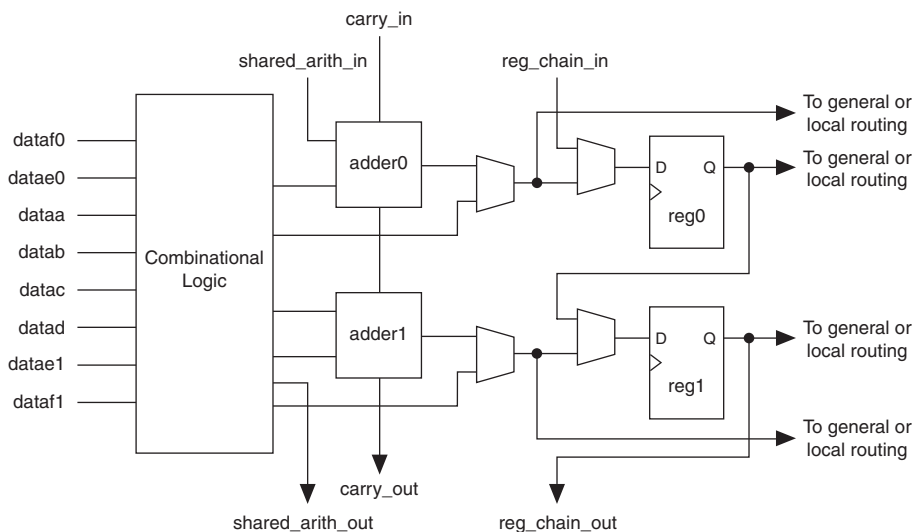 carry_in
shared_arith_in
reg_chain_in
To general or
local routing
dataf0
adder0
D Q
To general or
local routing
datae0
reg0
dataa
datab
Combinational
Logic
datac
datad
adder1
D Q
To general or
local routing
datae1
reg1
dataf1
To general or
local routing
carry_out
shared_arith_out
reg_chain_out